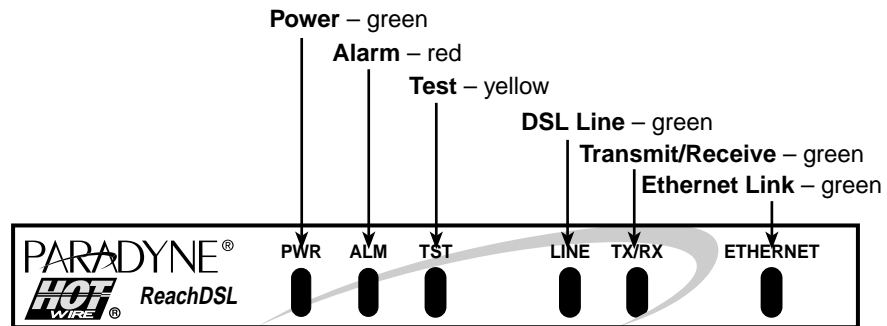 Power – green
Alarm – red
Test – yellow
DSL Line – green
Transmit/Receive – green
Ethernet Link – green
PARADYNE®
PWR ALM TST LINE TX/RX ETHERNET
HOT WIRE® ReachDSL